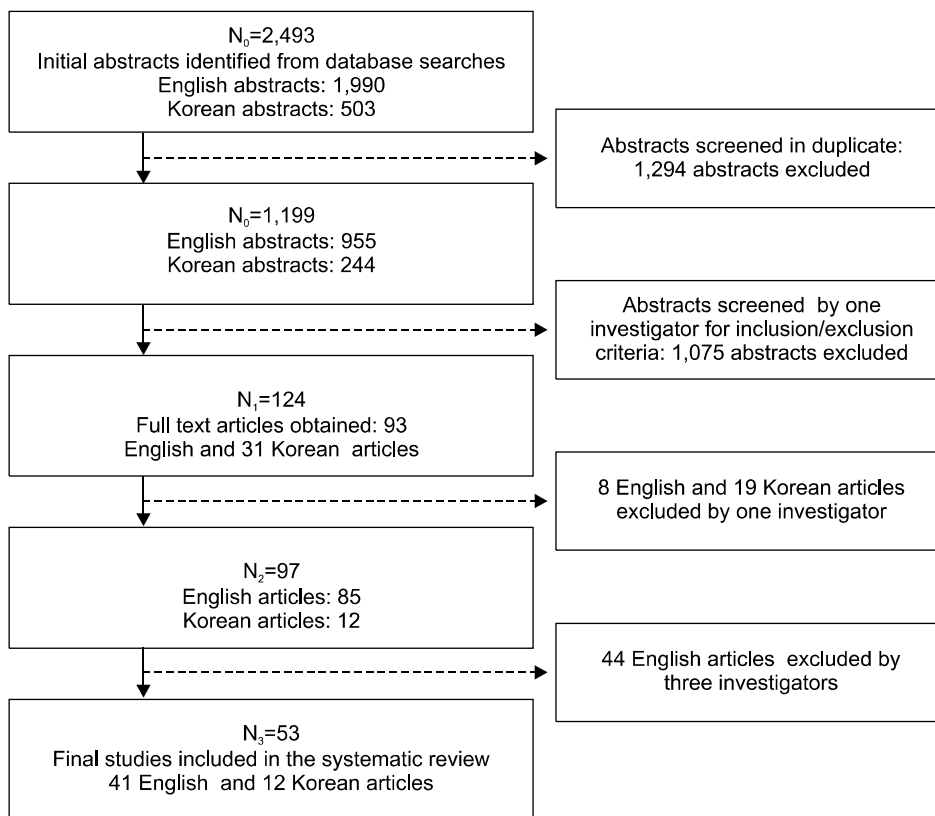 N₀=2,493
Initial abstracts identified from database searches
English abstracts: 1,990
Korean abstracts: 503
Abstracts screened in duplicate:
1,294 abstracts excluded
N₀=1,199
English abstracts: 955
Korean abstracts: 244
Abstracts screened by one
investigator for inclusion/exclusion
criteria: 1,075 abstracts excluded
N₁=124
Full text articles obtained: 93
English and 31 Korean articles
8 English and 19 Korean articles
excluded by one investigator
N₂=97
English articles: 85
Korean articles: 12
44 English articles excluded by
three investigators
N₃=53
Final studies included in the systematic review
41 English and 12 Korean articles